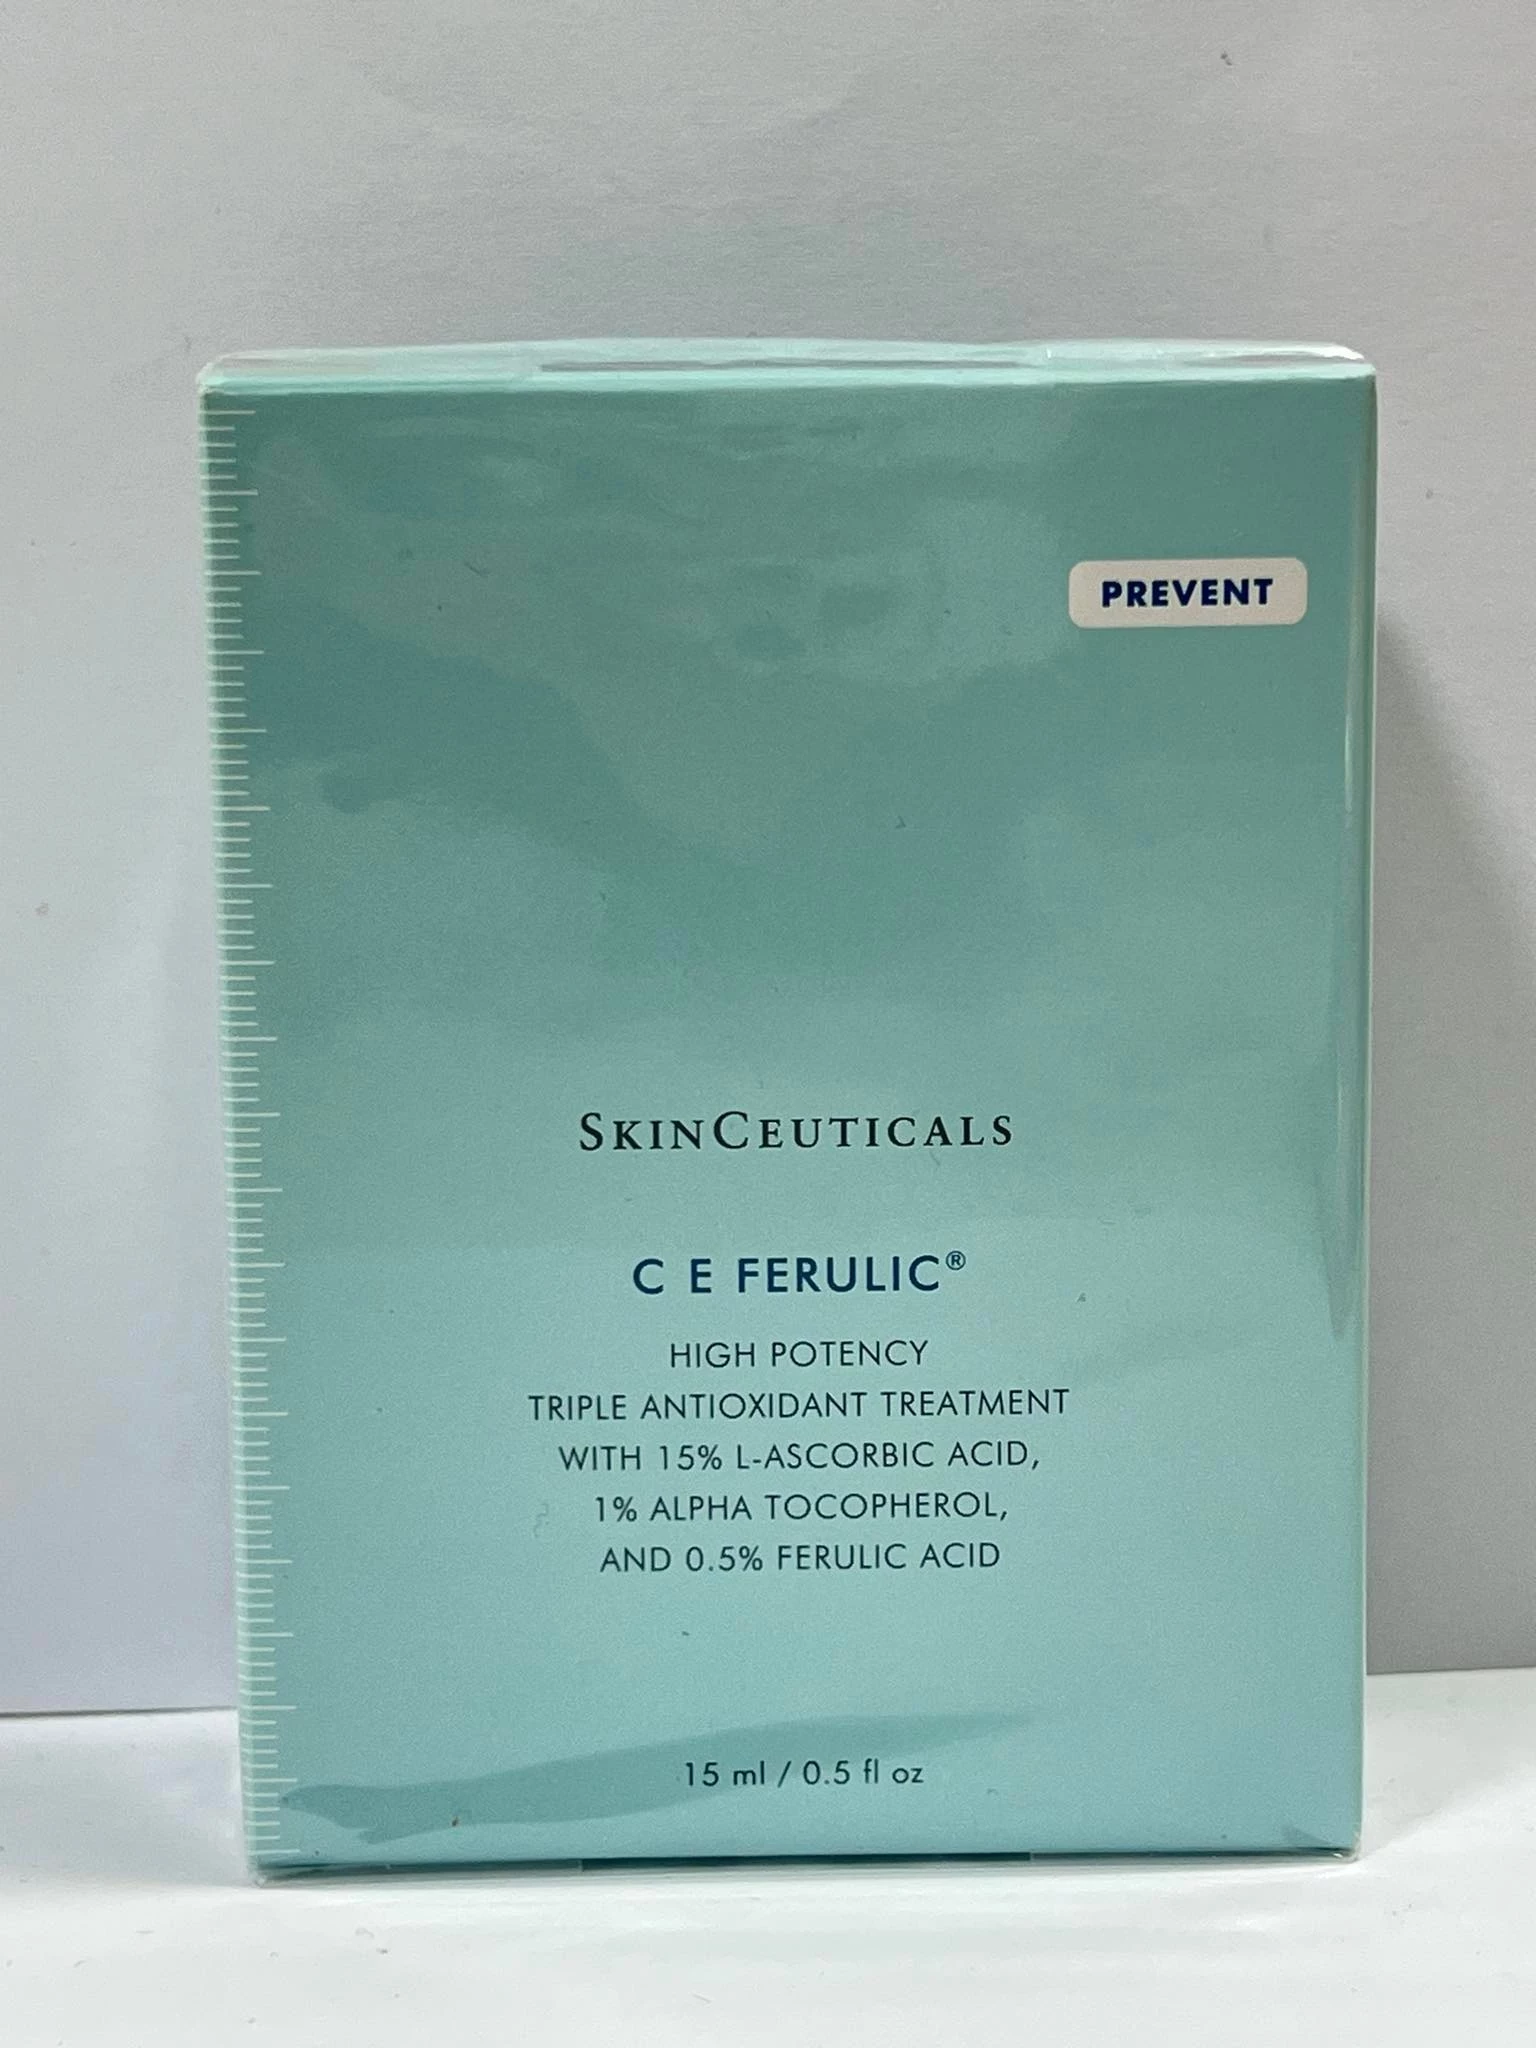 PREVENT
SKINCEUTICALS
C E FERULIC®
HIGH POTENCY
TRIPLE ANTIOXIDANT TREATMENT
WITH 15% L-ASCORBIC ACID,
1% ALPHA TOCOPHEROL,
AND 0.5% FERULIC ACID
15 ml / 0.5 fl oz